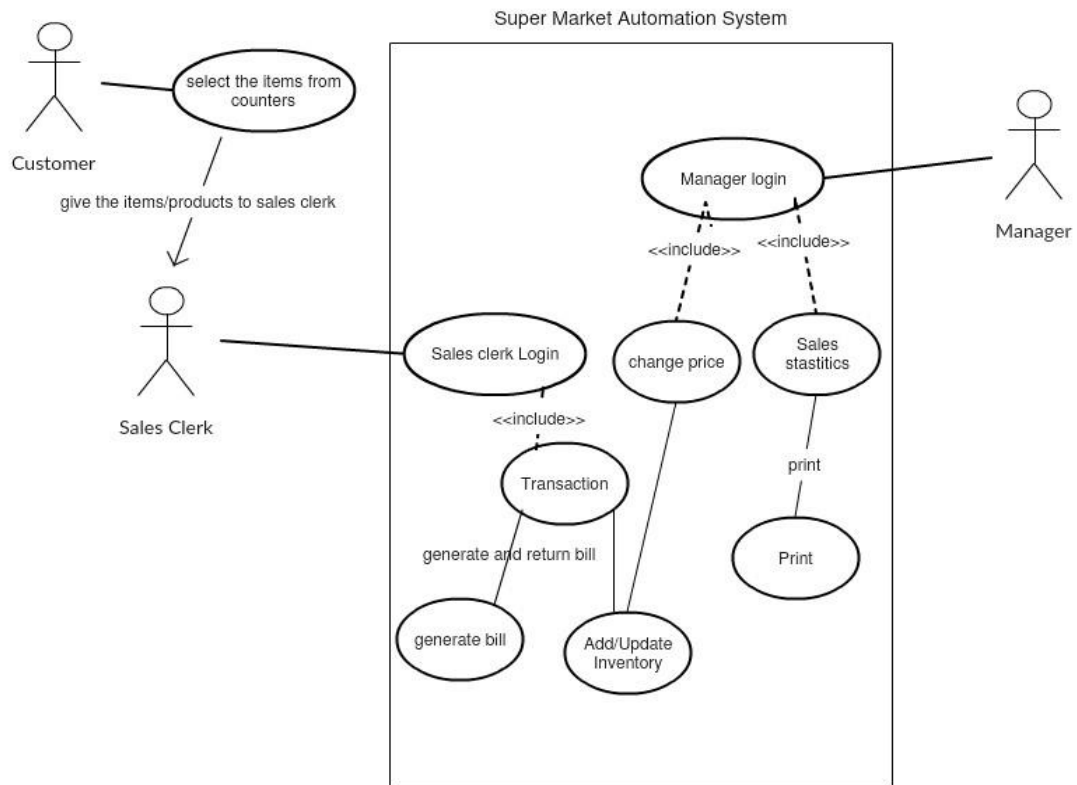 Super Market Automation System
select the items from
counters
Customer
give the items/products to sales clerk
Manager login
Manager
<<include>>
<<include>>
Sales clerk Login
change price
Sales
stastitics
Sales Clerk
<<include>>
print
Transaction
generate and return bill
Print
generate bill
Add/Update
Inventory